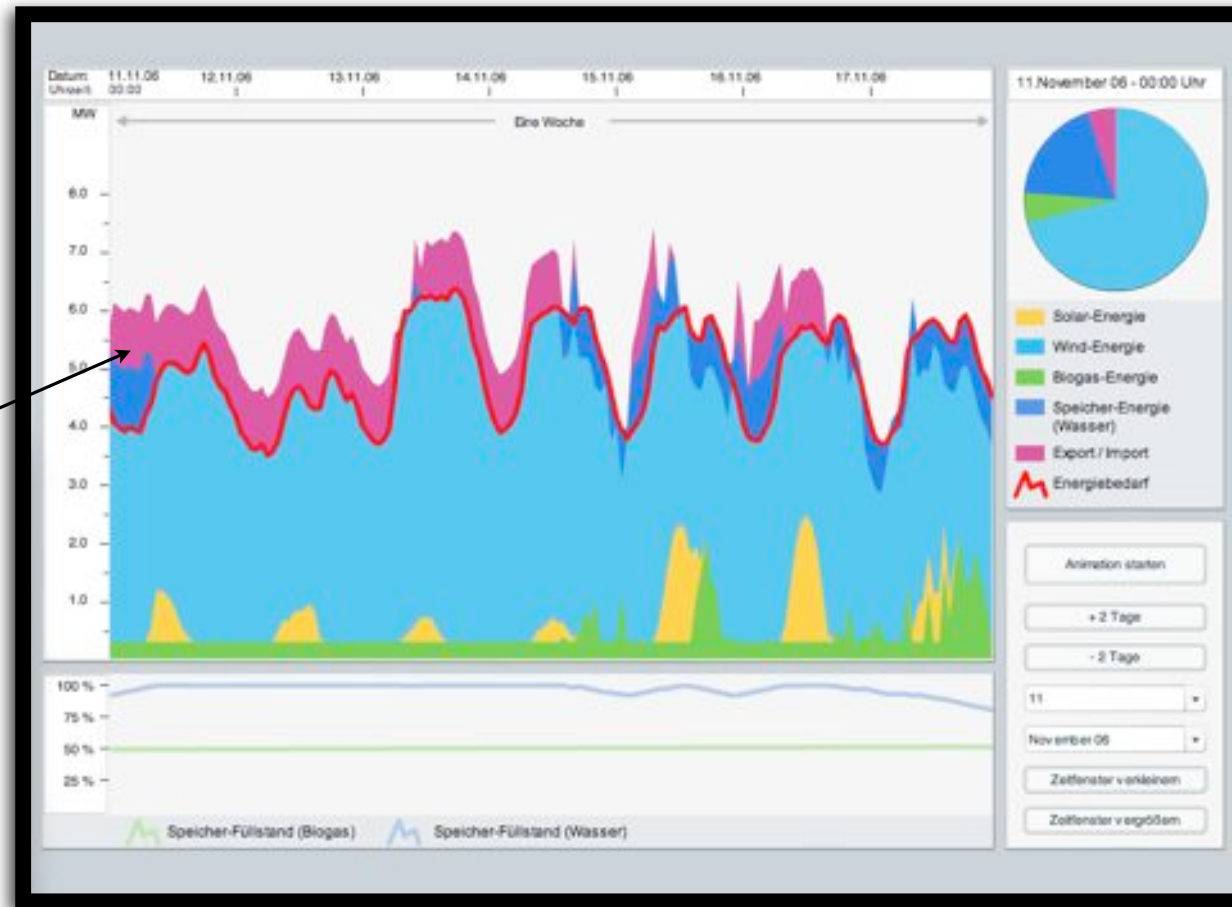 Datum: 11.11.06 12.11.06 13.11.06 14.11.06 15.11.06 16.11.06 17.11.06
Uhrzeit: 00:00
MW
Eine Woche
8.0
7.0
6.0
5.0
4.0
3.0
2.0
1.0
100 %
75 %
50 %
25 %
Speicher-Füllstand (Biogas) Speicher-Füllstand (Wasser)
11.November 06 - 00:00 Uhr
Solar-Energie
Wind-Energie
Biogas-Energie
Speicher-Energie
(Wasser)
Export / Import
Energiebedarf
Animation starten
+ 2 Tage
- 2 Tage
11
November 06
Zeitfenster verkleinern
Zeitfenster vergrößern